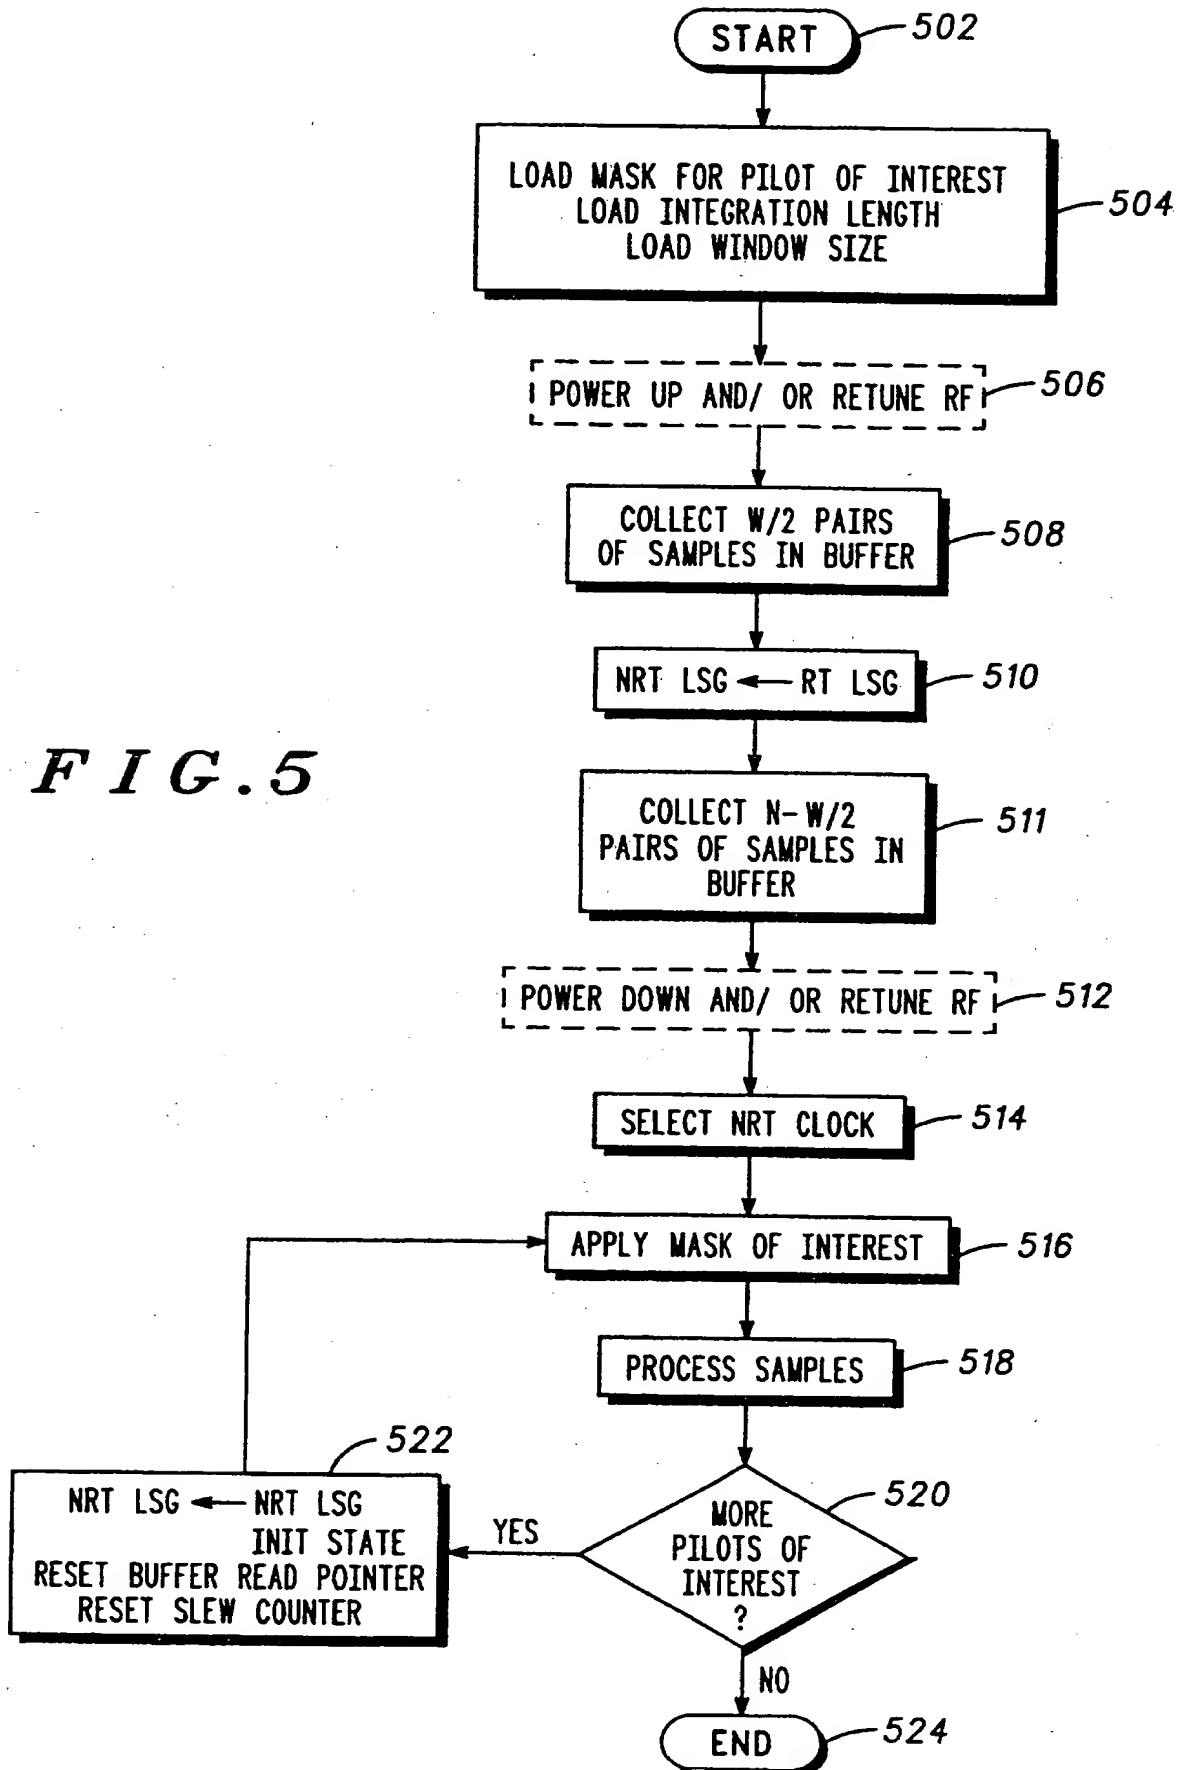 START
502
LOAD MASK FOR PILOT OF INTEREST
LOAD INTEGRATION LENGTH
LOAD WINDOW SIZE
504
POWER UP AND/ OR RETUNE RF
506
COLLECT W/2 PAIRS
OF SAMPLES IN BUFFER
508
NRT LSG ← RT LSG
510
FIG.5
COLLECT N-W/2
PAIRS OF SAMPLES IN
BUFFER
511
POWER DOWN AND/ OR RETUNE RF
512
SELECT NRT CLOCK
514
APPLY MASK OF INTEREST
516
PROCESS SAMPLES
518
522
NRT LSG ← NRT LSG
INIT STATE
RESET BUFFER READ POINTER
RESET SLEW COUNTER
YES
MORE
PILOTS OF
INTEREST
?
520
NO
END
524